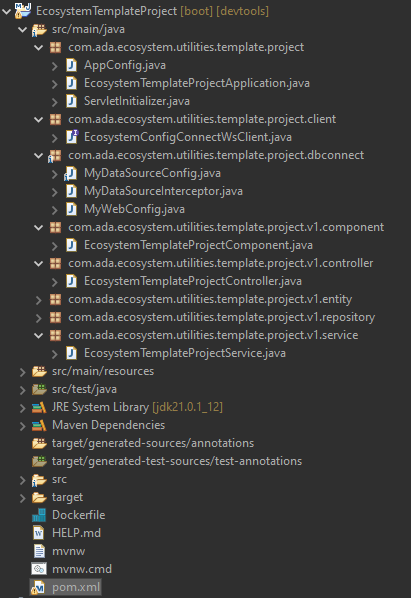 EcosystemTemplateProject [boot] [devtools]
src/main/java
com.ada.ecosystem.utilities.template.project
AppConfig.java
EcosystemTemplateProjectApplication.java
ServletInitializer.java
com.ada.ecosystem.utilities.template.project.client
EcosystemConfigConnectWsClient.java
com.ada.ecosystem.utilities.template.project.dbconnect
MyDataSourceConfig.java
MyDataSourceInterceptor.java
MyWebConfig.java
com.ada.ecosystem.utilities.template.project.v1.component
EcosystemTemplateProjectComponent.java
com.ada.ecosystem.utilities.template.project.v1.controller
EcosystemTemplateProjectController.java
com.ada.ecosystem.utilities.template.project.v1.entity
com.ada.ecosystem.utilities.template.project.v1.repository
com.ada.ecosystem.utilities.template.project.v1.service
EcosystemTemplateProjectService.java
src/main/resources
src/test/java
JRE System Library [jdk21.0.1_12]
Maven Dependencies
target/generated-sources/annotations
target/generated-test-sources/test-annotations
src
target
Dockerfile
HELP.md
mvnw
mvnw.cmd
pom.xml